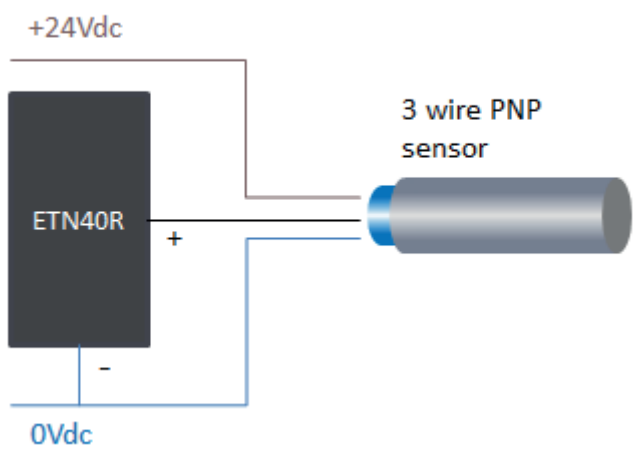 +24Vdc
3 wire PNP
sensor
ETN40R
+
-
0Vdc